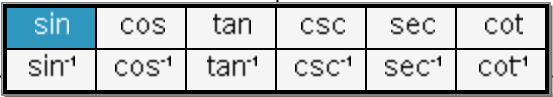 sin cos tan csc sec cot
sin⁻¹ cos⁻¹ tan⁻¹ csc⁻¹ sec⁻¹ cot⁻¹